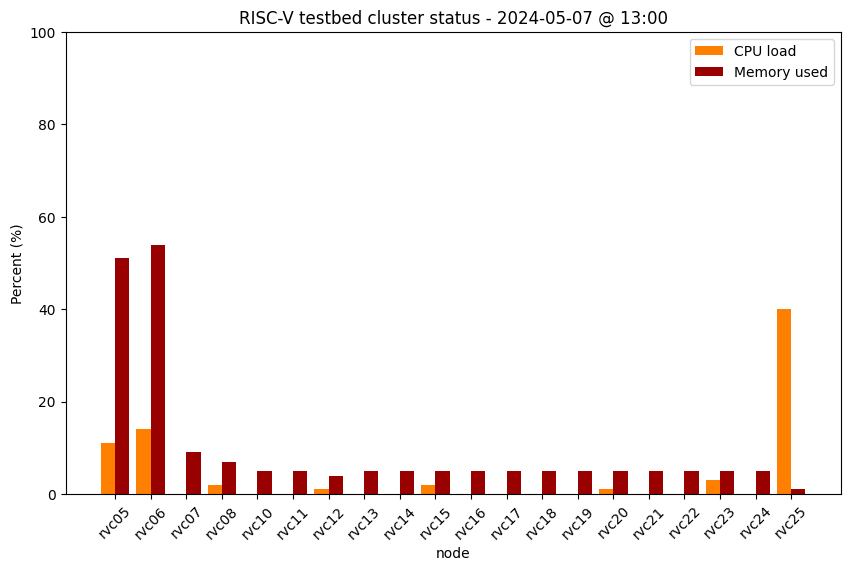 RISC-V testbed cluster status - 2024-05-07 @ 13:00
CPU load
Memory used
Percent (%)
100
80
60
40
20
0
rvc05
rvc06
rvc07
rvc08
rvc10
rvc11
rvc12
rvc13
rvc14
rvc15
rvc16
rvc17
rvc18
rvc19
rvc20
rvc21
rvc22
rvc23
rvc24
rvc25
node